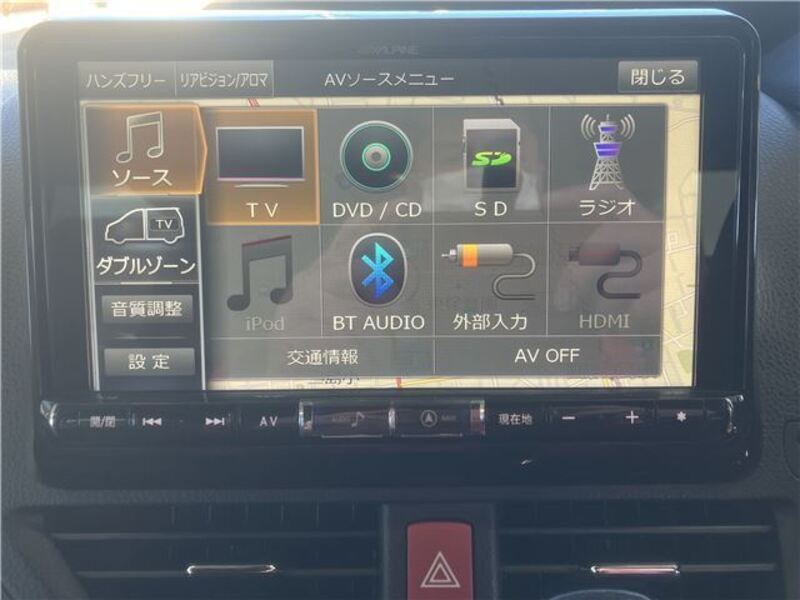 ALPINE
ハンズフリー リアビジョン/アロマ AVソースメニュー 閉じる
ソース
TV
DVD / CD
SD
SD
ラジオ
TV
ダブルゾーン
iPod
BT AUDIO
外部入力
HDMI
音質調整
設定
交通情報
AV OFF
開/閉 AV AUDIO NAVI 現在地 − + ✱